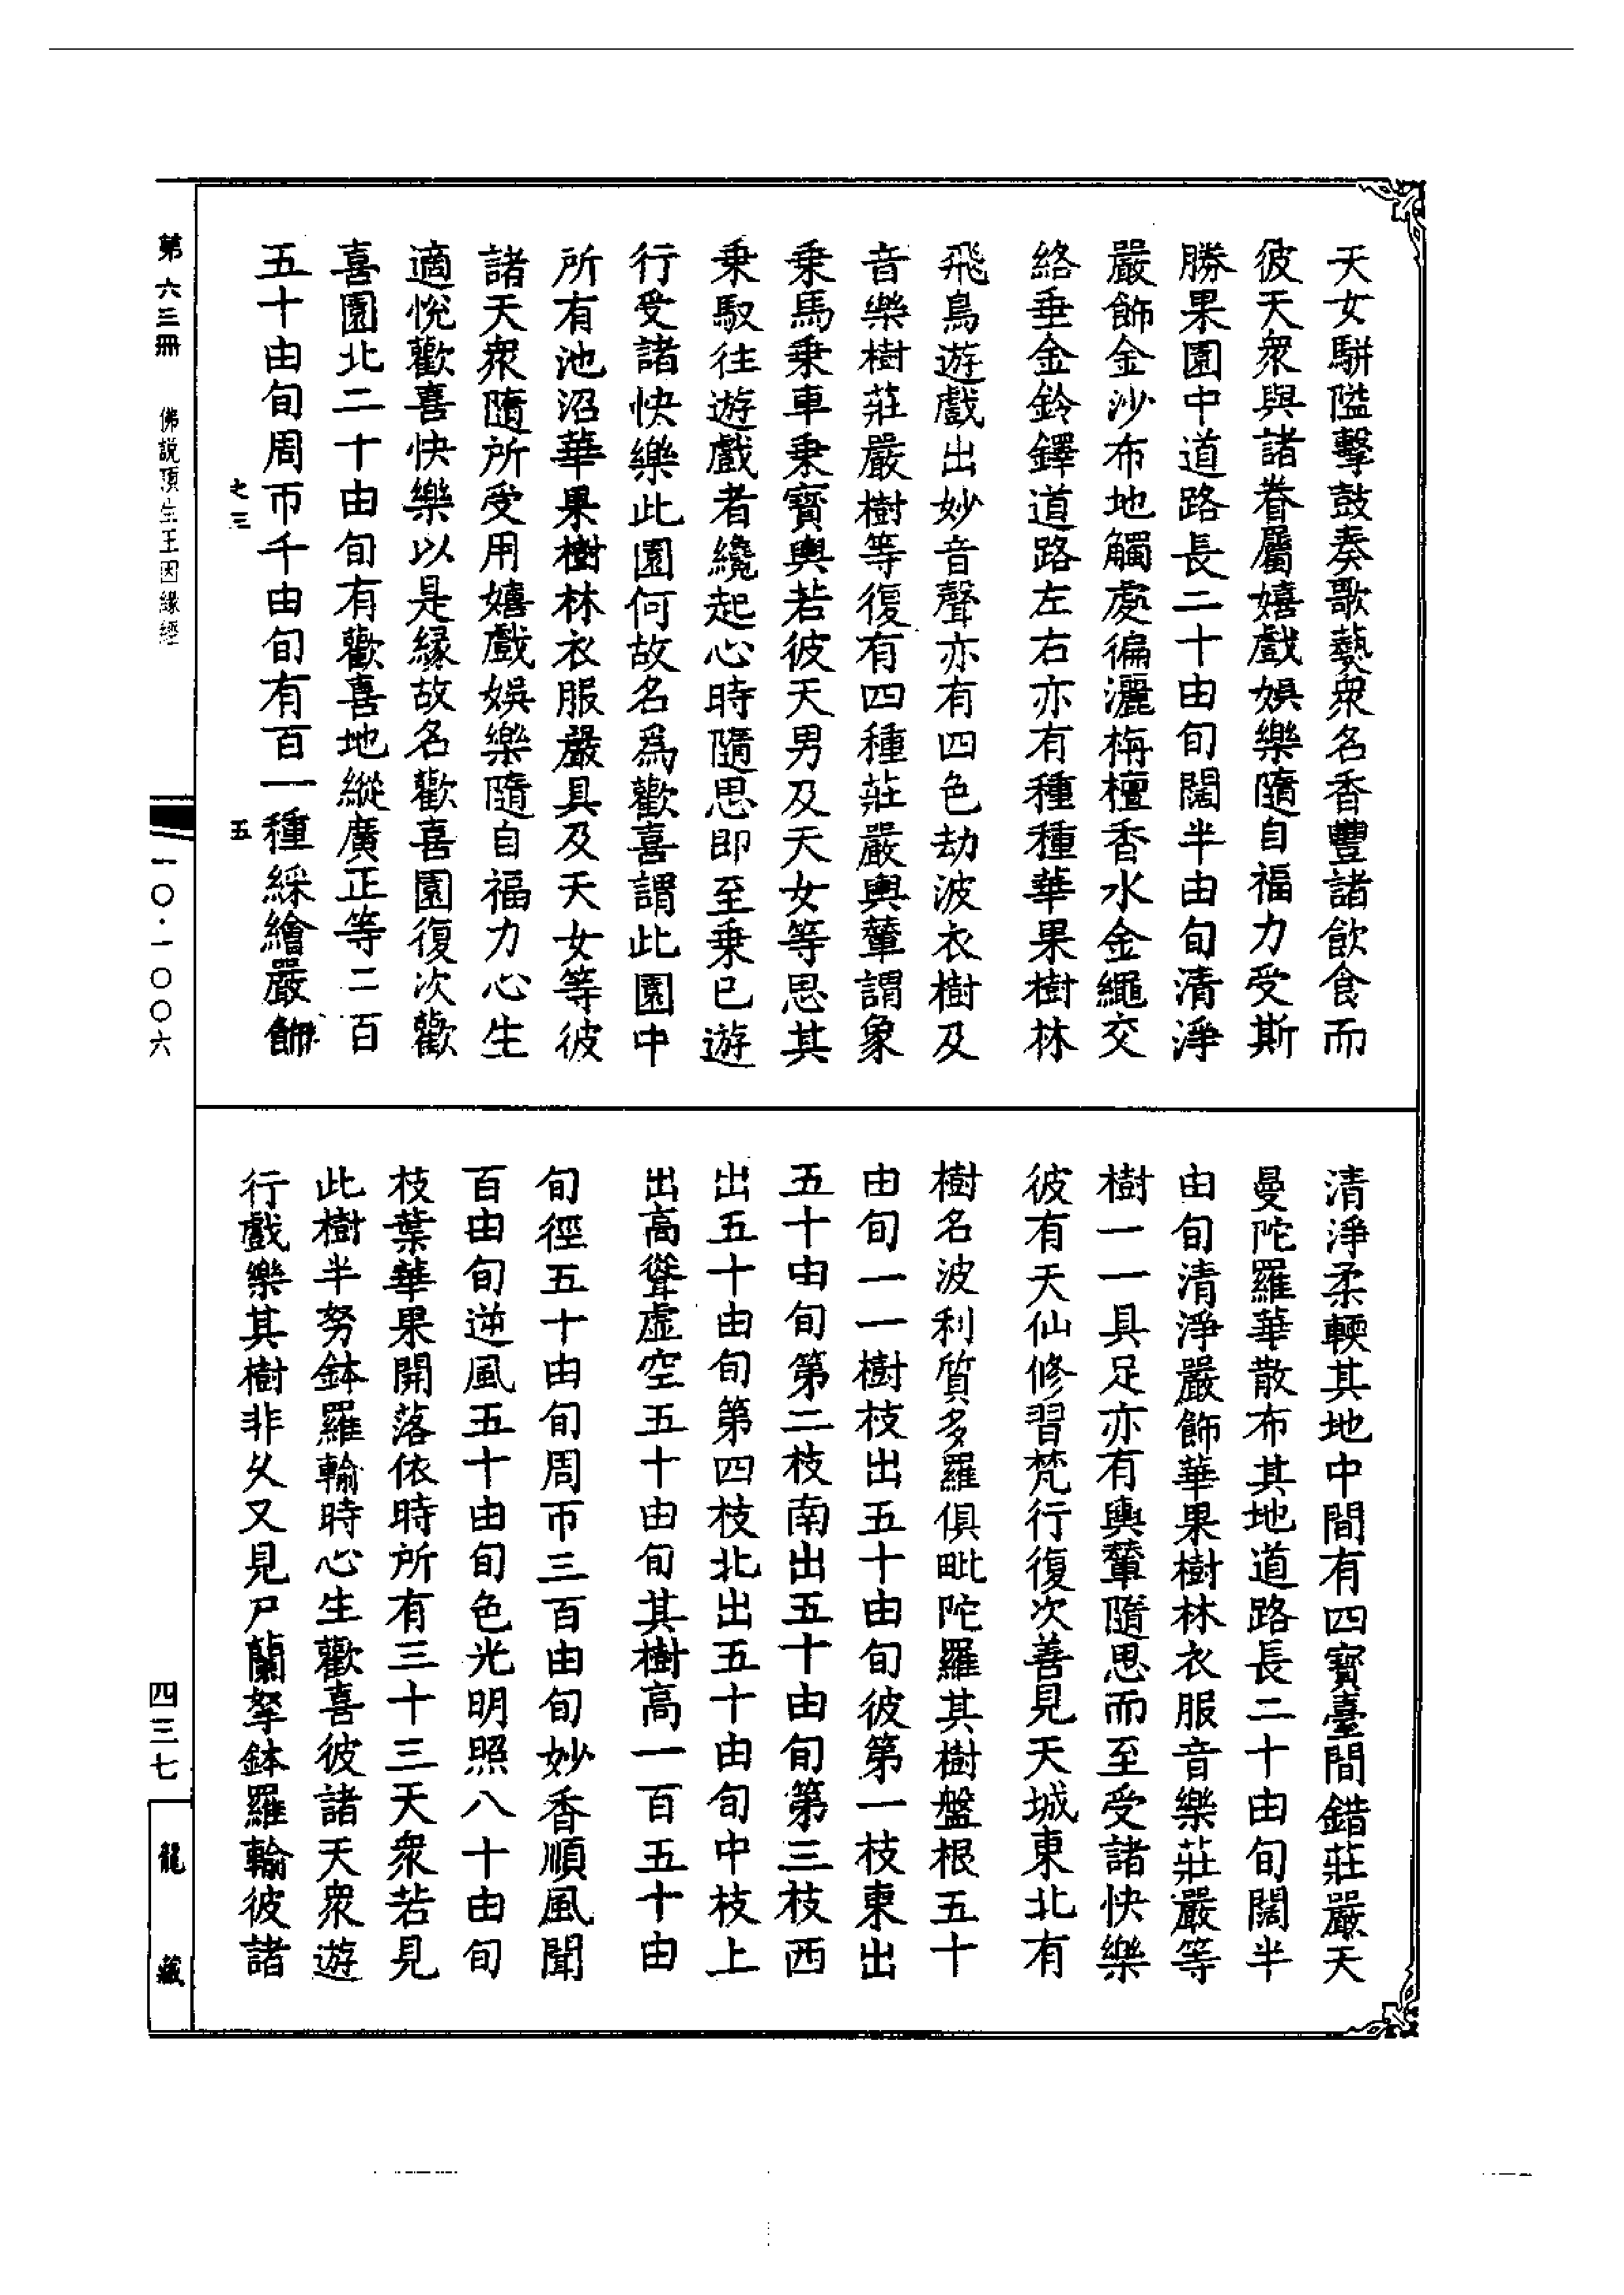 天女駢隘擊鼓奏歌藝衆名香豐諸飲食而
彼天衆與諸眷屬嬉戲娛樂隨自福力受斯
勝果園中道路長二十由旬闊半由旬清淨
嚴飾金沙布地觸處徧灑栴檀香水金繩交
絡垂金鈴鐸道路左右亦有種種華果樹林
飛鳥遊戲出妙音聲亦有四色劫波衣樹及
音樂樹莊嚴樹等復有四種莊嚴輿輦謂象
乘馬乘車乘寶輿若彼天男及天女等思其
乘馭往遊戲者纔起心時隨思即至乘已遊
行受諸快樂此園何故名爲歡喜謂此園中
所有池沼華果樹林衣服嚴具及天女等彼
諸天衆隨所受用嬉戲娛樂隨自福力心生
適悅歡喜快樂以是緣故名歡喜園復次歡
喜園北二十由旬有歡喜地縱廣正等二百
五十由旬周帀千由旬有百一種綵繪嚴飾
清淨柔輭其地中間有四寶臺間錯莊嚴天
曼陀羅華散布其地道路長二十由旬闊半
由旬清淨嚴飾華果樹林衣服音樂莊嚴等
樹一一具足亦有輿輦隨思而至受諸快樂
彼有天仙修習梵行復次善見天城東北有
樹名波利質多羅俱毗陀羅其樹盤根五十
由旬一一樹枝出五十由旬彼第一枝東出
五十由旬第二枝南出五十由旬第三枝西
出五十由旬第四枝北出五十由旬中枝上
出高聳虛空五十由旬其樹高一百五十由
旬徑五十由旬周帀三百由旬妙香順風聞
百由旬逆風五十由旬色光明照八十由旬
枝葉華果開落依時所有三十三天衆若見
此樹半努鉢羅輸時心生歡喜彼諸天衆遊
行戲樂其樹非久又見尸蘭拏鉢羅輸彼諸
之三
五
第六三冊
佛說頂生王因緣經
一〇·一〇〇六
四三七
龍藏